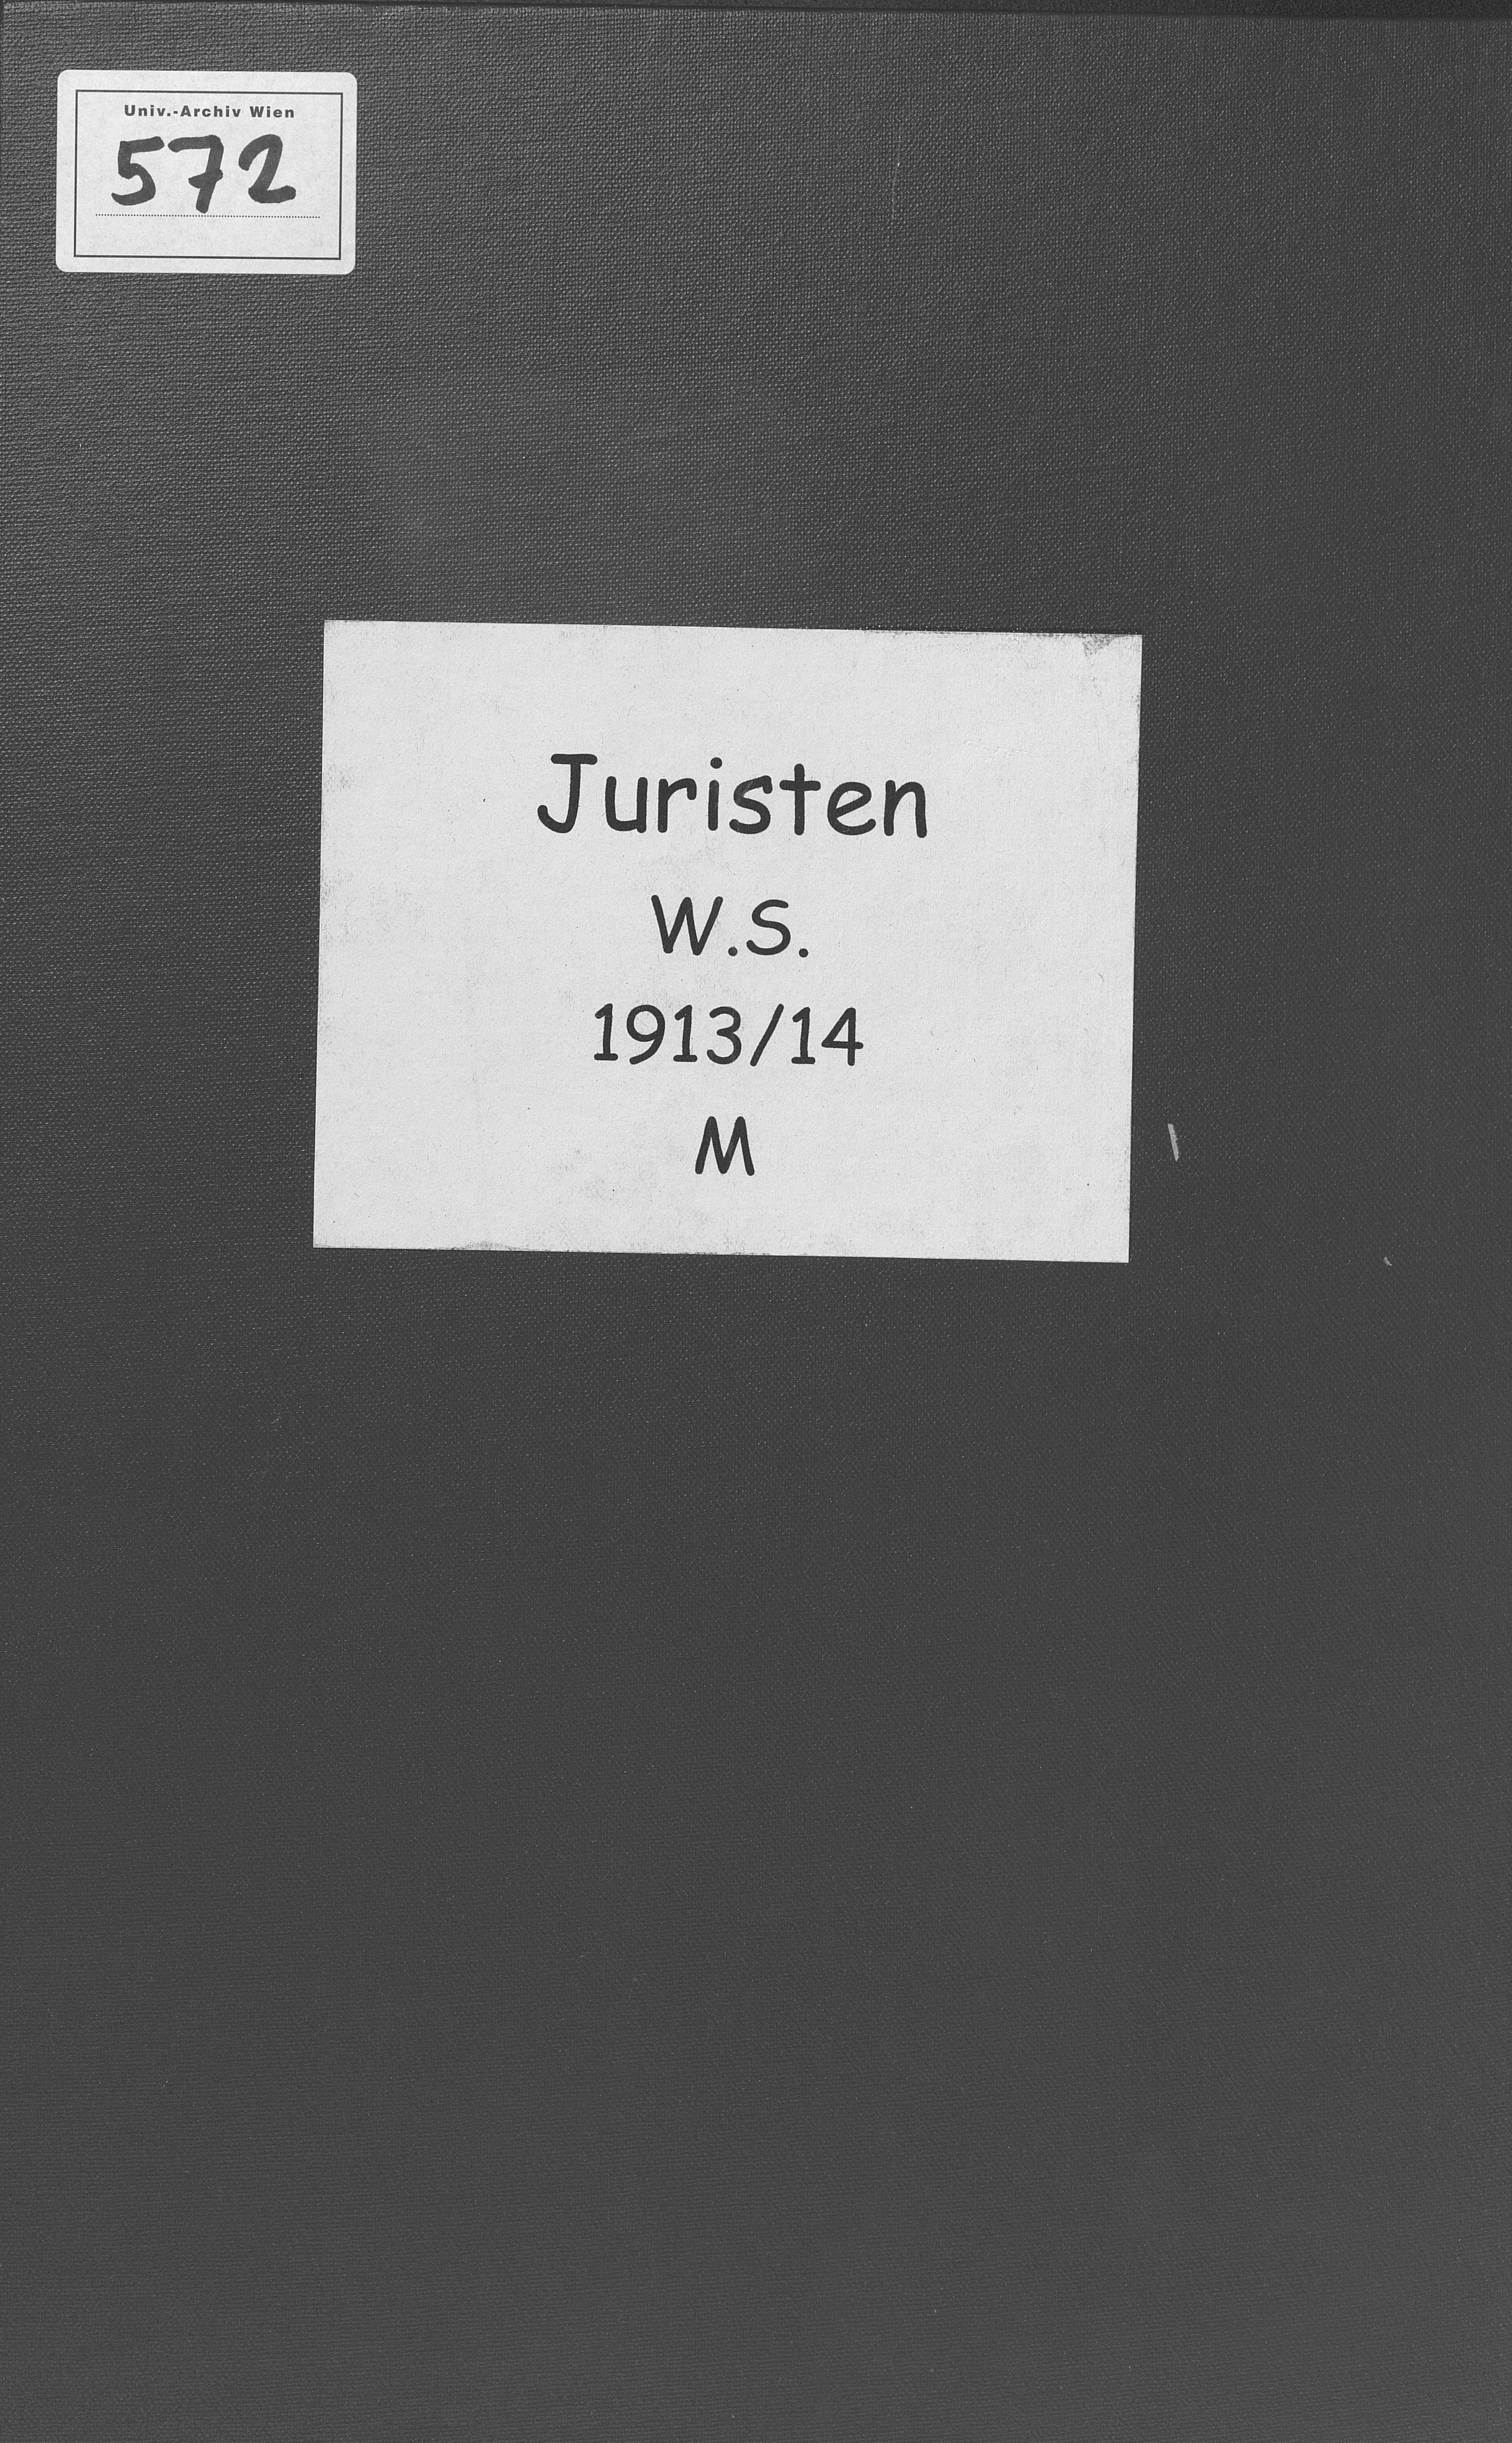 Univ.-Archiv Wien
572
Juristen
W.S.
1913/14
M